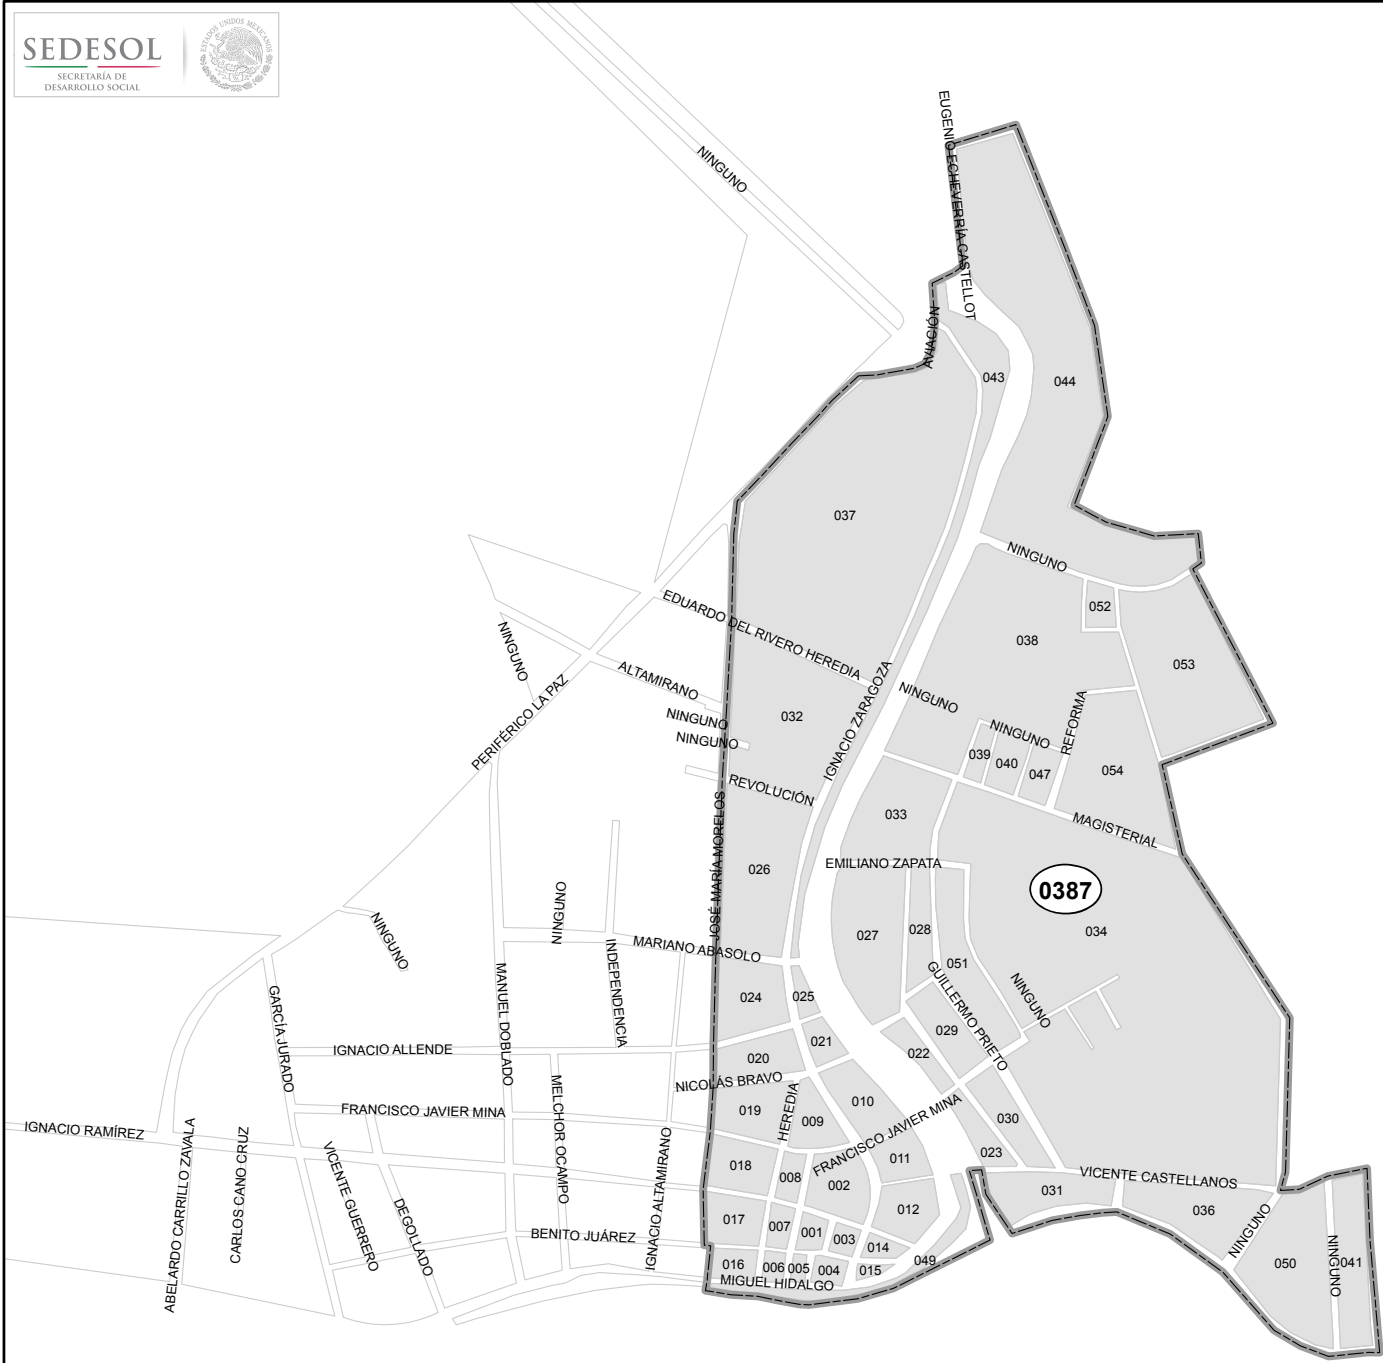 SEDESOL
SECRETARÍA DE
DESARROLLO SOCIAL
ESTADOS UNIDOS MEXICANOS
NINGUNO
EUGENIO ECHEVERRÍA CASTELLOT
AVIACIÓN
043
044
037
NINGUNO
052
EDUARDO DEL RIVERO HEREDIA
038
053
NINGUNO
ALTAMIRANO
IGNACIO ZARAGOZA
NINGUNO
PERIFÉRICO LA PAZ
NINGUNO
032
REFORMA
NINGUNO
NINGUNO
039
040
047
054
REVOLUCIÓN
JOSÉ MARÍA MORELOS
033
MAGISTERIAL
026
EMILIANO ZAPATA
0387
NINGUNO
NINGUNO
028
027
034
INDEPENDENCIA
MARIANO ABASOLO
051
MANUEL DOBLADO
GARCÍA JURADO
024
025
GUILLERMO PRIETO
NINGUNO
029
021
IGNACIO ALLENDE
022
020
NICOLÁS BRAVO
MELCHOR OCAMPO
HEREDIA
010
FRANCISCO JAVIER MINA
019
009
FRANCISCO JAVIER MINA
030
IGNACIO RAMÍREZ
ABELARDO CARRILLO ZAVALA
CARLOS CANO CRUZ
VICENTE GUERRERO
IGNACIO ALTAMIRANO
023
011
018
008
002
VICENTE CASTELLANOS
031
DEGOLLADO
012
036
017
007
001
003
NINGUNO
BENITO JUÁREZ
014
049
016
006
005
004
015
050
NINGUNO
041
MIGUEL HIDALGO